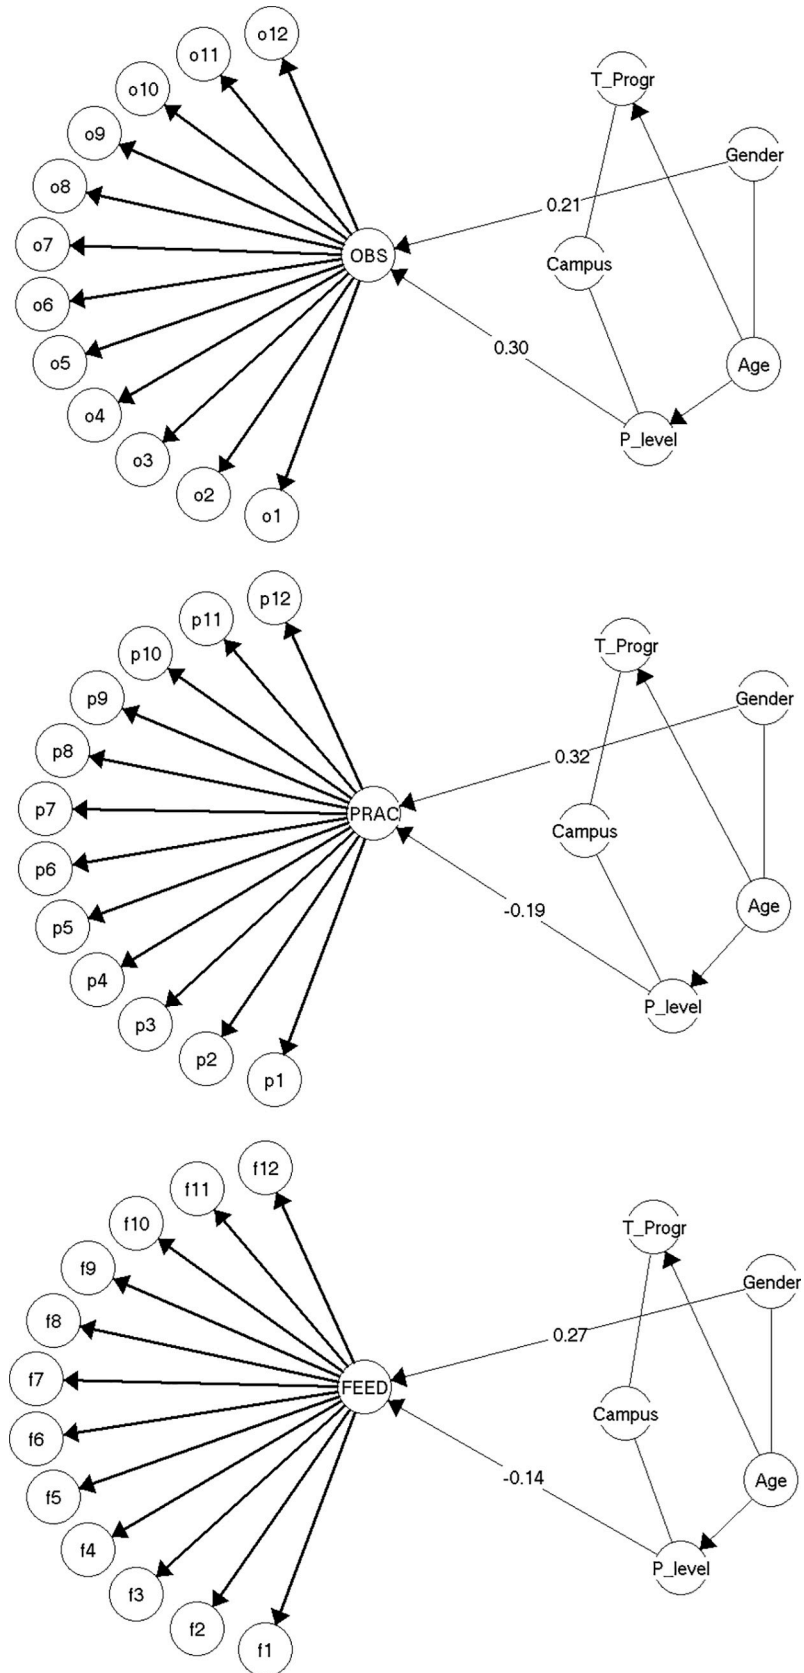 o12
o11
T_Progr
o10
o9
Gender
o8
0.21
o7
OBS
Campus
o6
0.30
o5
Age
o4
P_level
o3
o2
o1
p12
p11
T_Progr
p10
p9
Gender
p8
0.32
p7
PRAC
Campus
p6
Age
-0.19
p5
p4
P_level
p3
p2
p1
f12
f11
T_Progr
f10
f9
Gender
f8
0.27
f7
FEED
Campus
f6
-0.14
Age
f5
f4
P_level
f3
f2
f1